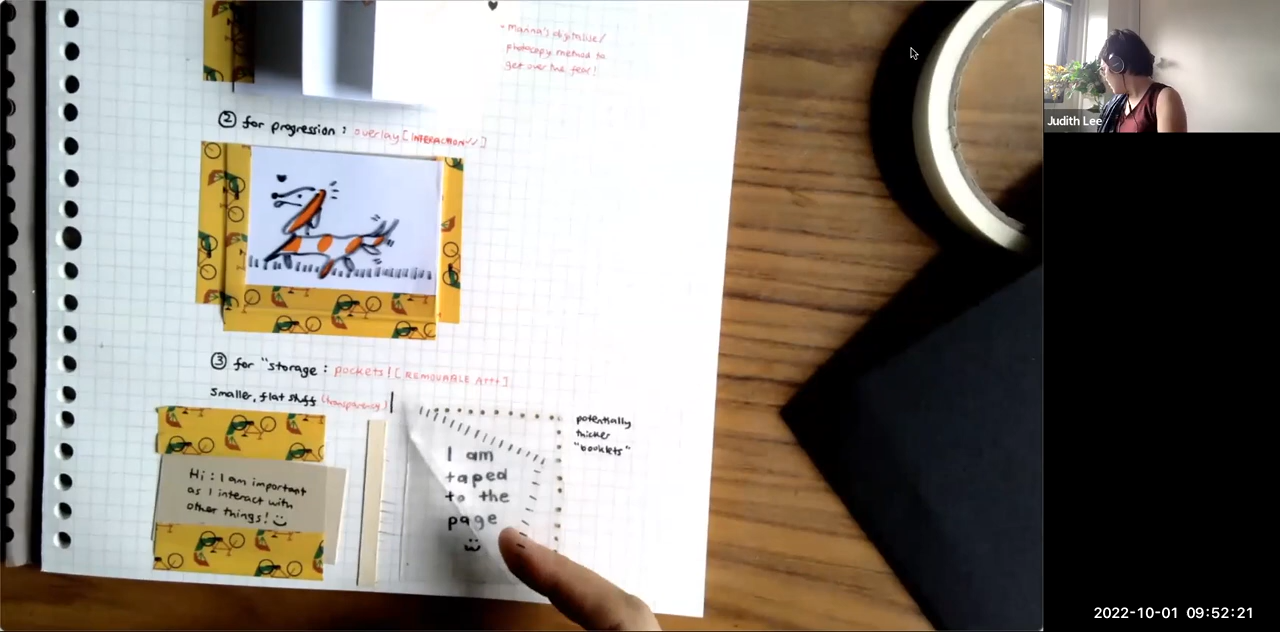 - Manna's digitalise/
photocopy method to
get over the fear!
② for progression : overlay [INTERACTION✓✓]
③ for "storage : pockets! [REMOVABLE ATTT]
smaller, flat stuff (transparency)
potentially
thicker
"booklets"
I am
taped
to the
page
Hi : I am important
as I interact with
other things!
Judith Lee
2022-10-01 09:52:21